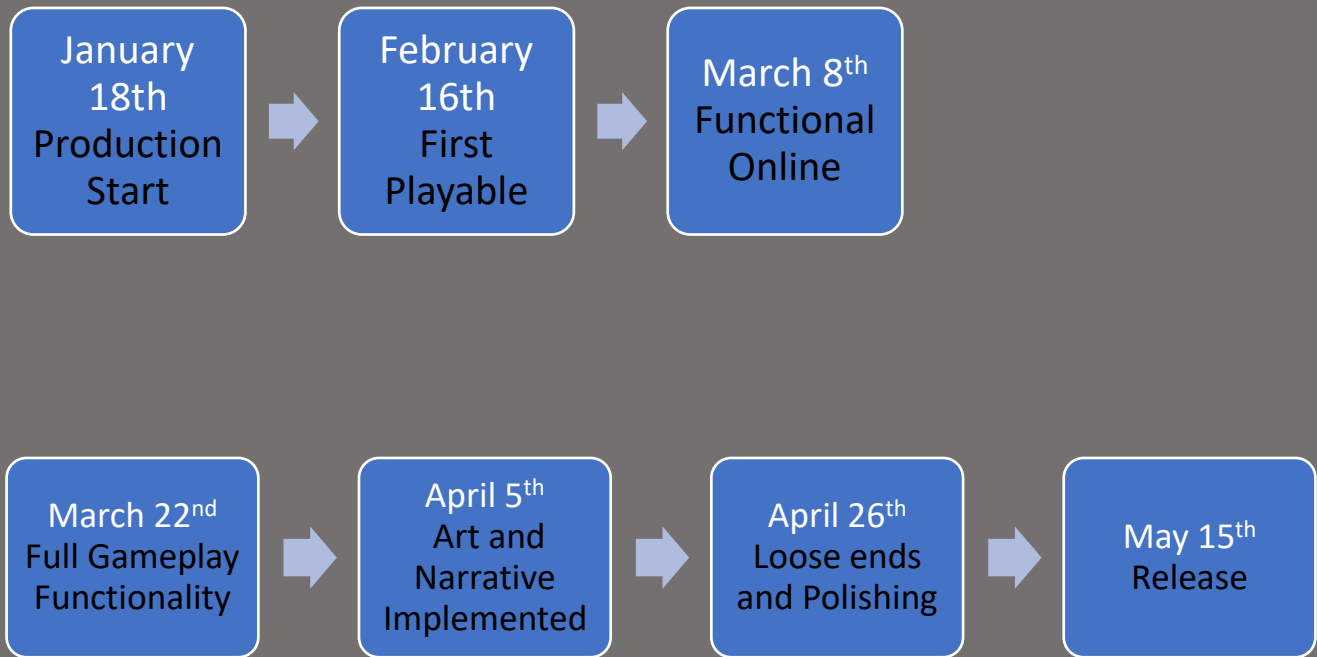 January
18th
Production
Start
February
16th
First
Playable
March 8th
Functional
Online
March 22nd
Full Gameplay
Functionality
April 5th
Art and
Narrative
Implemented
April 26th
Loose ends
and Polishing
May 15th
Release